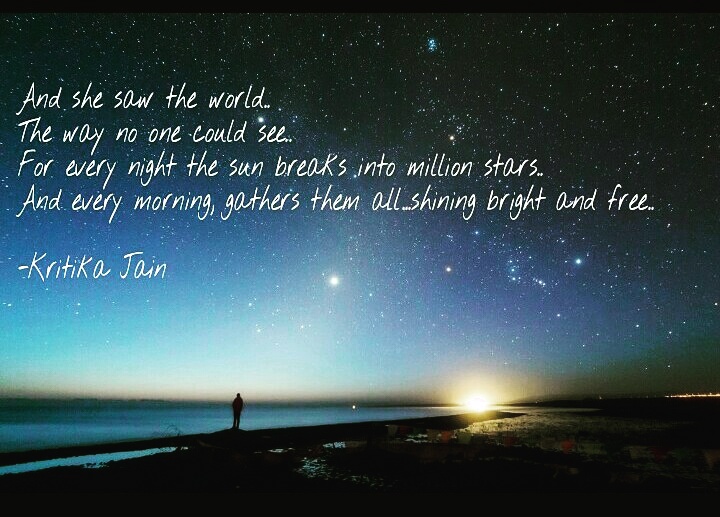 And she saw the world..
The way no one could see..
For every night the sun breaks into million stars..
And every morning, gathers them all...shining bright and free..
-Kritika Jain